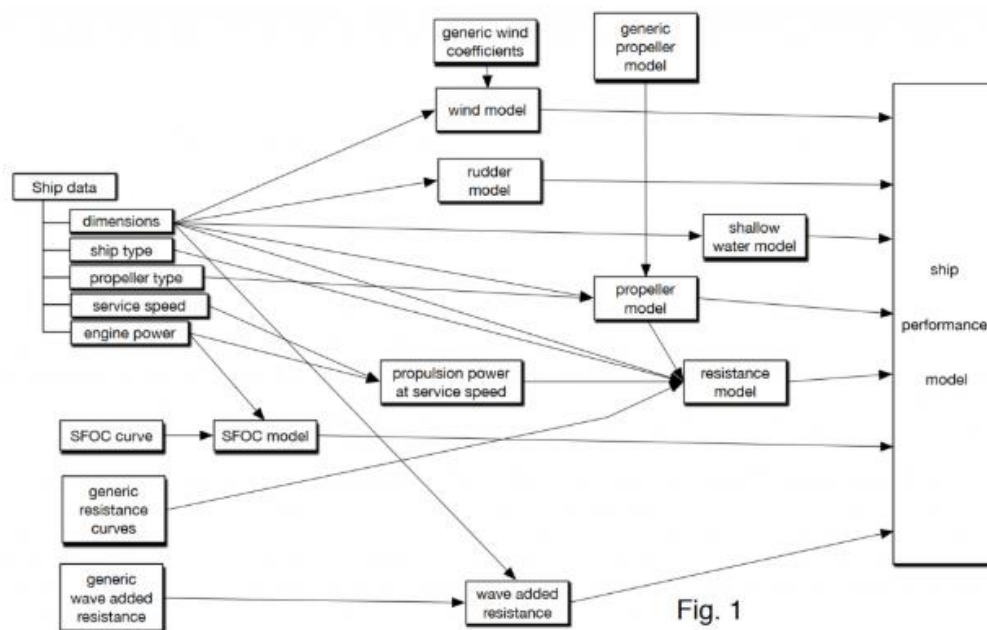 generic wind
coefficients
generic
propeller
model
wind model
rudder
model
Ship data
dimensions
ship type
propeller type
service speed
engine power
shallow
water model
propeller
model
ship
performance
model
propulsion power
at service speed
resistance
model
SFOC curve
SFOC model
generic
resistance
curves
generic
wave added
resistance
wave added
resistance
Fig. 1